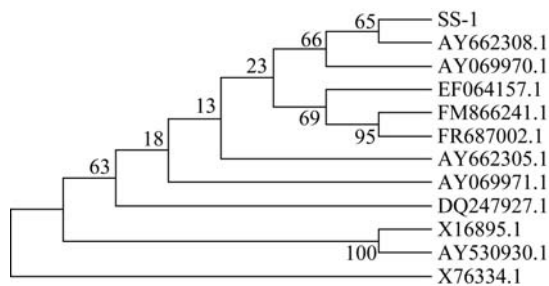 65
SS-1
66
AY662308.1
23
AY069970.1
EF064157.1
13
69
FM866241.1
95
FR687002.1
18
AY662305.1
63
AY069971.1
DQ247927.1
X16895.1
100
AY530930.1
X76334.1